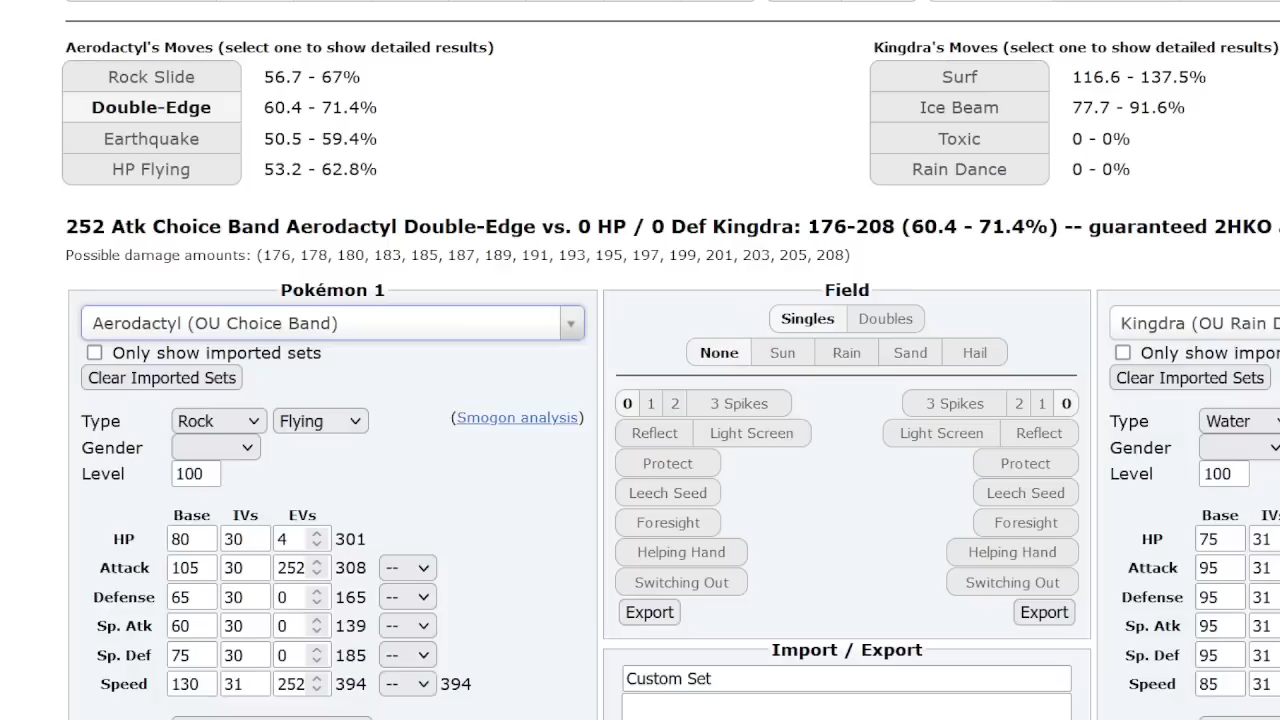 Aerodactyl's Moves (select one to show detailed results)
Kingdra's Moves (select one to show detailed results)
Rock Slide 56.7 - 67%
Surf 116.6 - 137.5%
Double-Edge 60.4 - 71.4%
Ice Beam 77.7 - 91.6%
Earthquake 50.5 - 59.4%
Toxic 0 - 0%
HP Flying 53.2 - 62.8%
Rain Dance 0 - 0%
252 Atk Choice Band Aerodactyl Double-Edge vs. 0 HP / 0 Def Kingdra: 176-208 (60.4 - 71.4%) -- guaranteed 2HKO
Possible damage amounts: (176, 178, 180, 183, 185, 187, 189, 191, 193, 195, 197, 199, 201, 203, 205, 208)
Pokémon 1
Aerodactyl (OU Choice Band)
Only show imported sets
Clear Imported Sets
Type Rock Flying (Smogon analysis)
Gender
Level 100
Base IVs EVs
HP 80 30 4 301
Attack 105 30 252 308 --
Defense 65 30 0 165 --
Sp. Atk 60 30 0 139 --
Sp. Def 75 30 0 185 --
Speed 130 31 252 394 -- 394
Field
Singles Doubles
None Sun Rain Sand Hail
0 1 2 3 Spikes 3 Spikes 2 1 0
Reflect Light Screen Light Screen Reflect
Protect Protect
Leech Seed Leech Seed
Foresight Foresight
Helping Hand Helping Hand
Switching Out Switching Out
Export Export
Import / Export
Custom Set
Kingdra (OU Rain D
Only show impor
Clear Imported Sets
Type Water
Gender
Level 100
Base IV
HP 75 31
Attack 95 31
Defense 95 31
Sp. Atk 95 31
Sp. Def 95 31
Speed 85 31